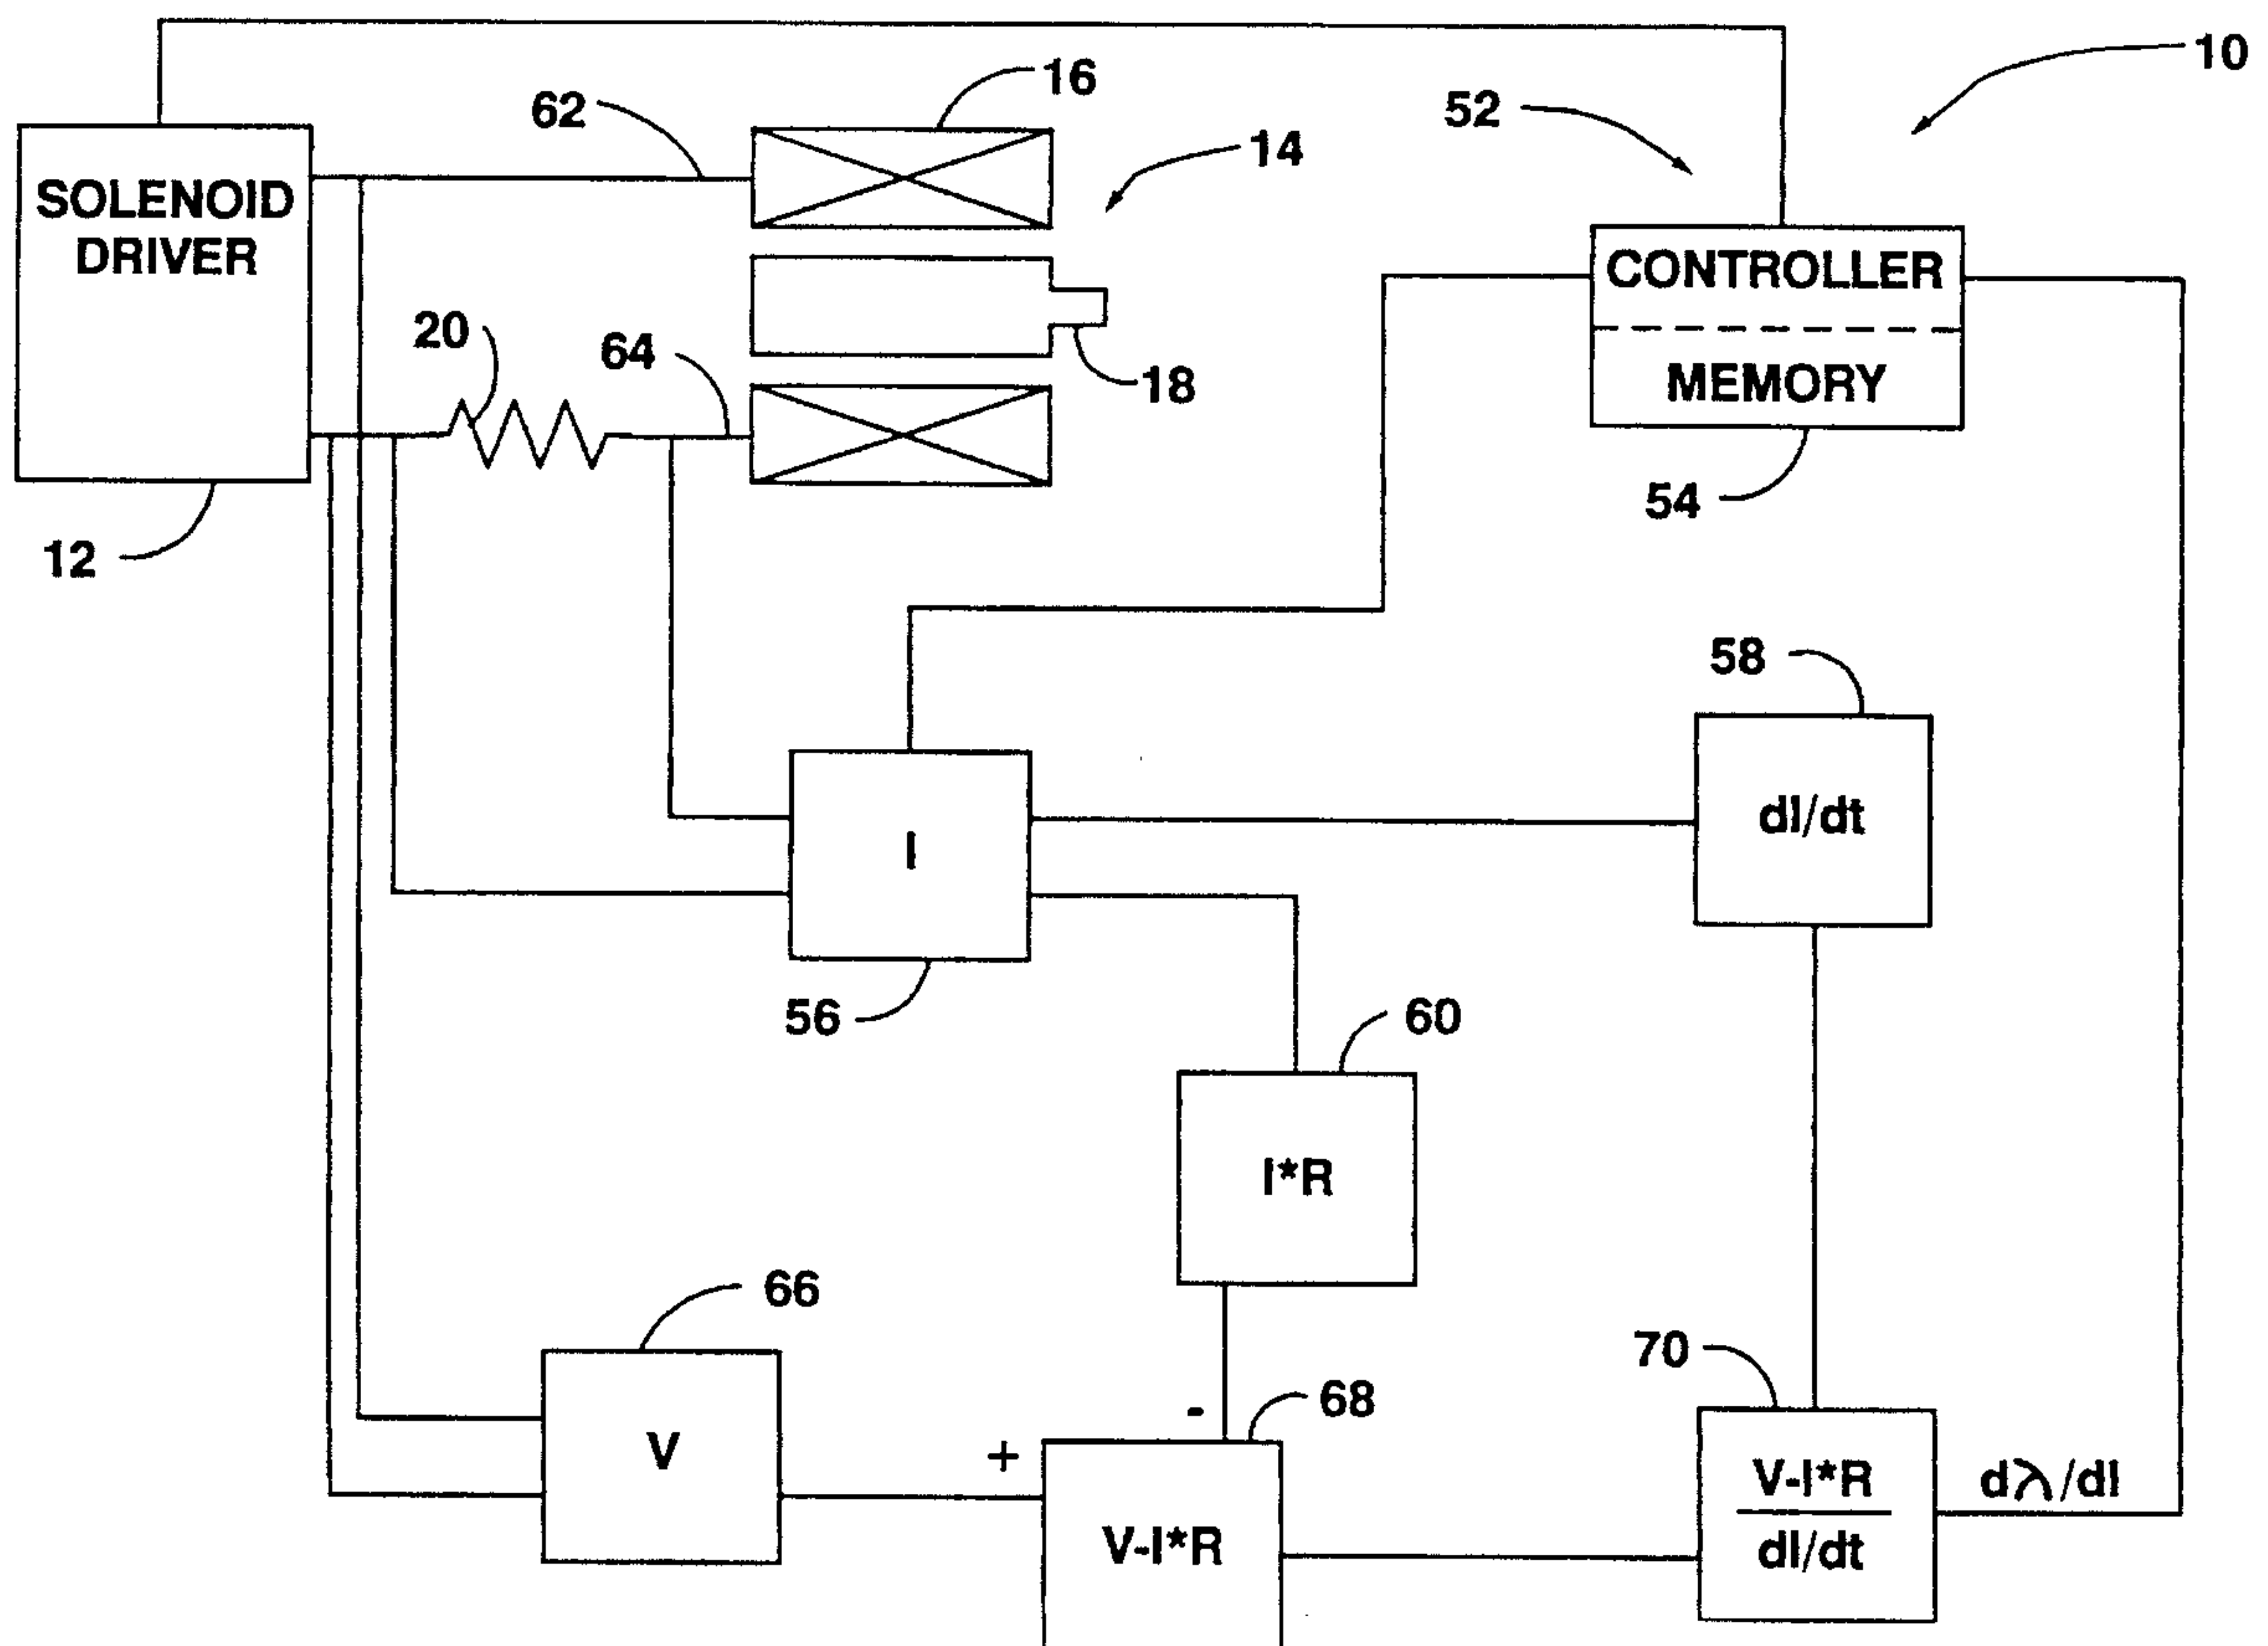 10
16
62
52
14
SOLENOID
DRIVER
CONTROLLER
20
64
18
MEMORY
54
12
58
dI/dt
I
56
60
I*R
66
70
68
-
+
V
V-I*R
V-I*R
dI/dt
dλ/dI